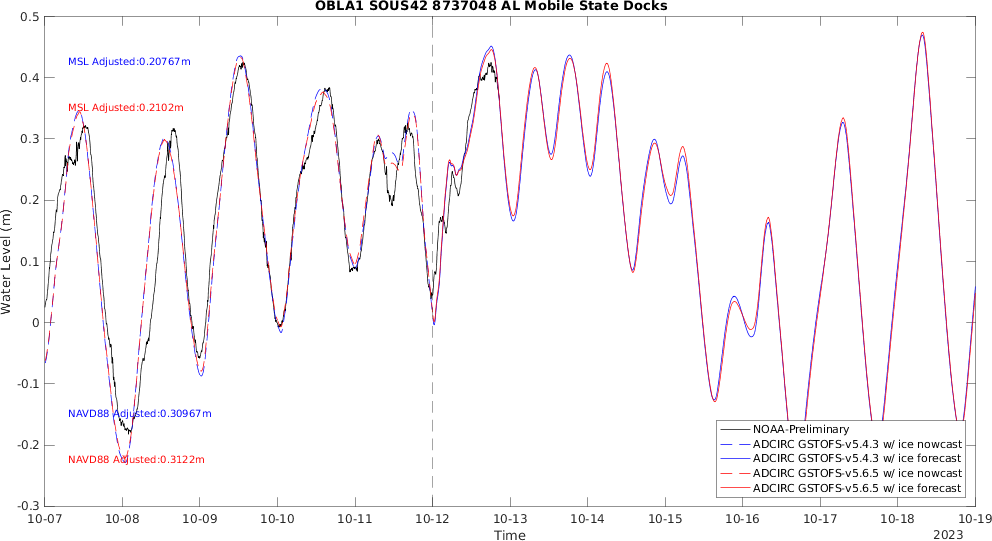 OBLA1 SOUS42 8737048 AL Mobile State Docks
0.5
0.4
0.3
0.2
0.1
0
-0.1
-0.2
-0.3
Water Level (m)
MSL Adjusted:0.20767m
MSL Adjusted:0.2102m
NAVD88 Adjusted:0.30967m
NAVD88 Adjusted:0.3122m
NOAA-Preliminary
ADCIRC GSTOFS-v5.4.3 w/ ice nowcast
ADCIRC GSTOFS-v5.4.3 w/ ice forecast
ADCIRC GSTOFS-v5.6.5 w/ ice nowcast
ADCIRC GSTOFS-v5.6.5 w/ ice forecast
10-07 10-08 10-09 10-10 10-11 10-12 10-13 10-14 10-15 10-16 10-17 10-18 10-19
Time
2023